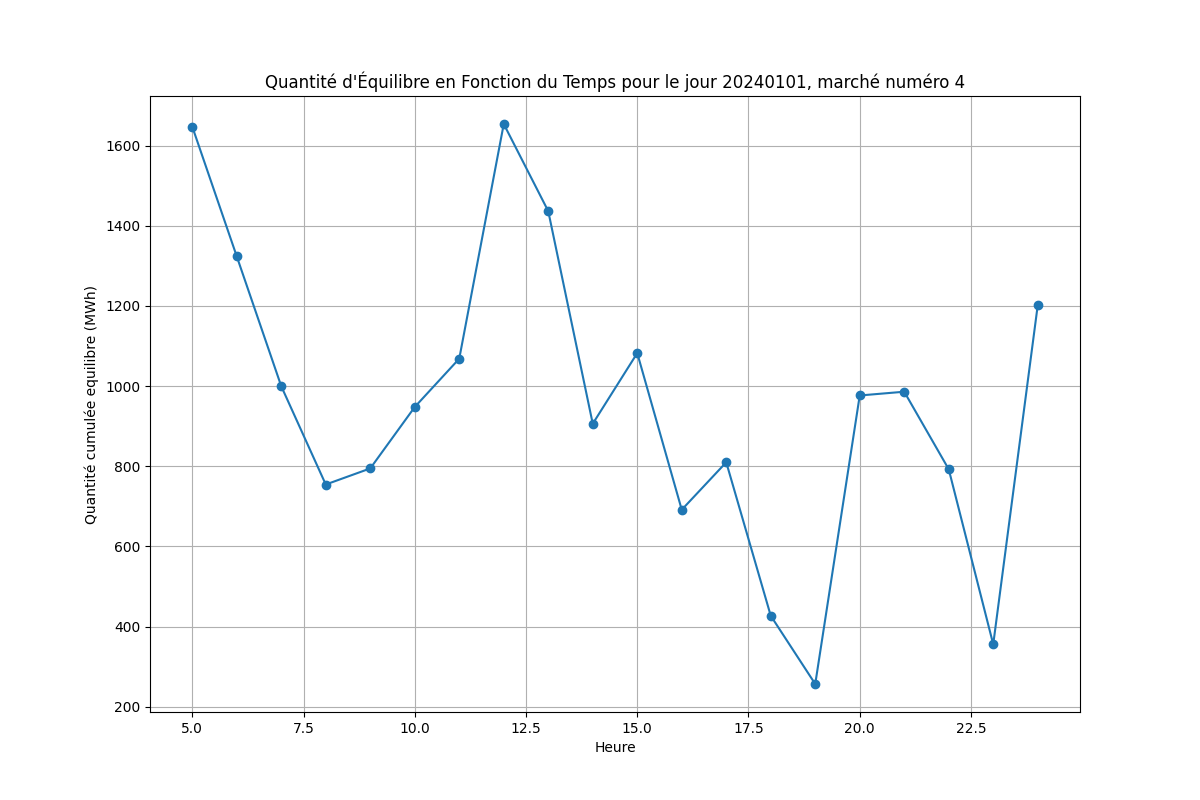 Quantité d'Équilibre en Fonction du Temps pour le jour 20240101, marché numéro 4
Quantité cumulée equilibre (MWh)
1600
1400
1200
1000
800
600
400
200
5.0 7.5 10.0 12.5 15.0 17.5 20.0 22.5
Heure